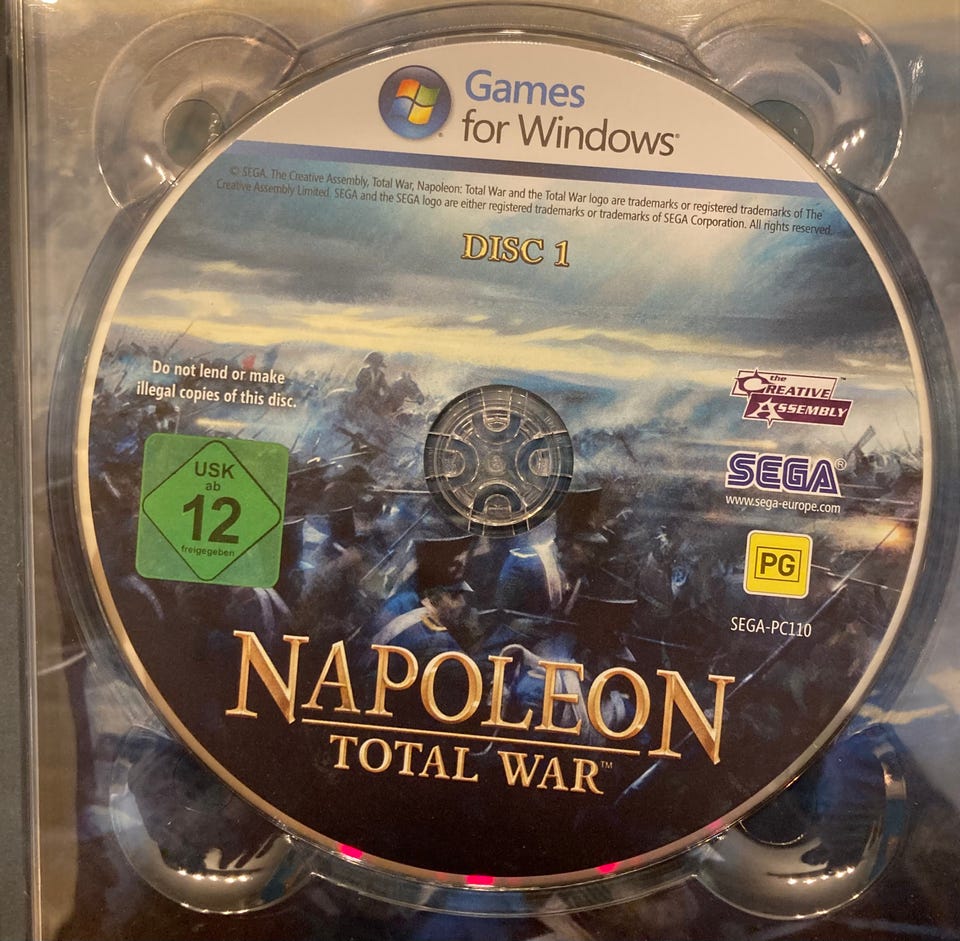 Games
for Windows®
© SEGA. The Creative Assembly, Total War, Napoleon: Total War and the Total War logo are trademarks or registered trademarks of The
Creative Assembly Limited. SEGA and the SEGA logo are either registered trademarks or trademarks of SEGA Corporation. All rights reserved.
DISC 1
Do not lend or make
illegal copies of this disc.
the
CREATIVE™
ASSEMBLY
USK
ab
12
freigegeben
SEGA®
www.sega-europe.com
PG
SEGA-PC110
NAPOLEON
TOTAL WAR™